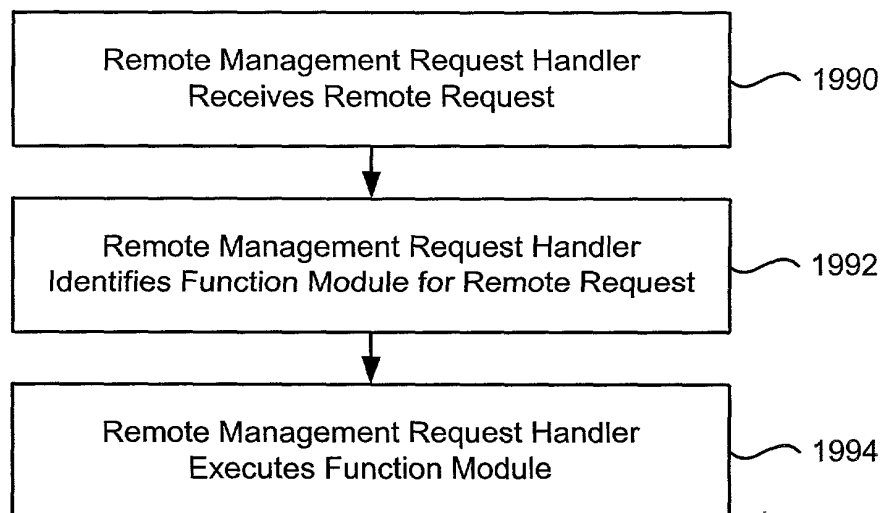 Remote Management Request Handler
Receives Remote Request
1990
Remote Management Request Handler
Identifies Function Module for Remote Request
1992
Remote Management Request Handler
Executes Function Module
1994